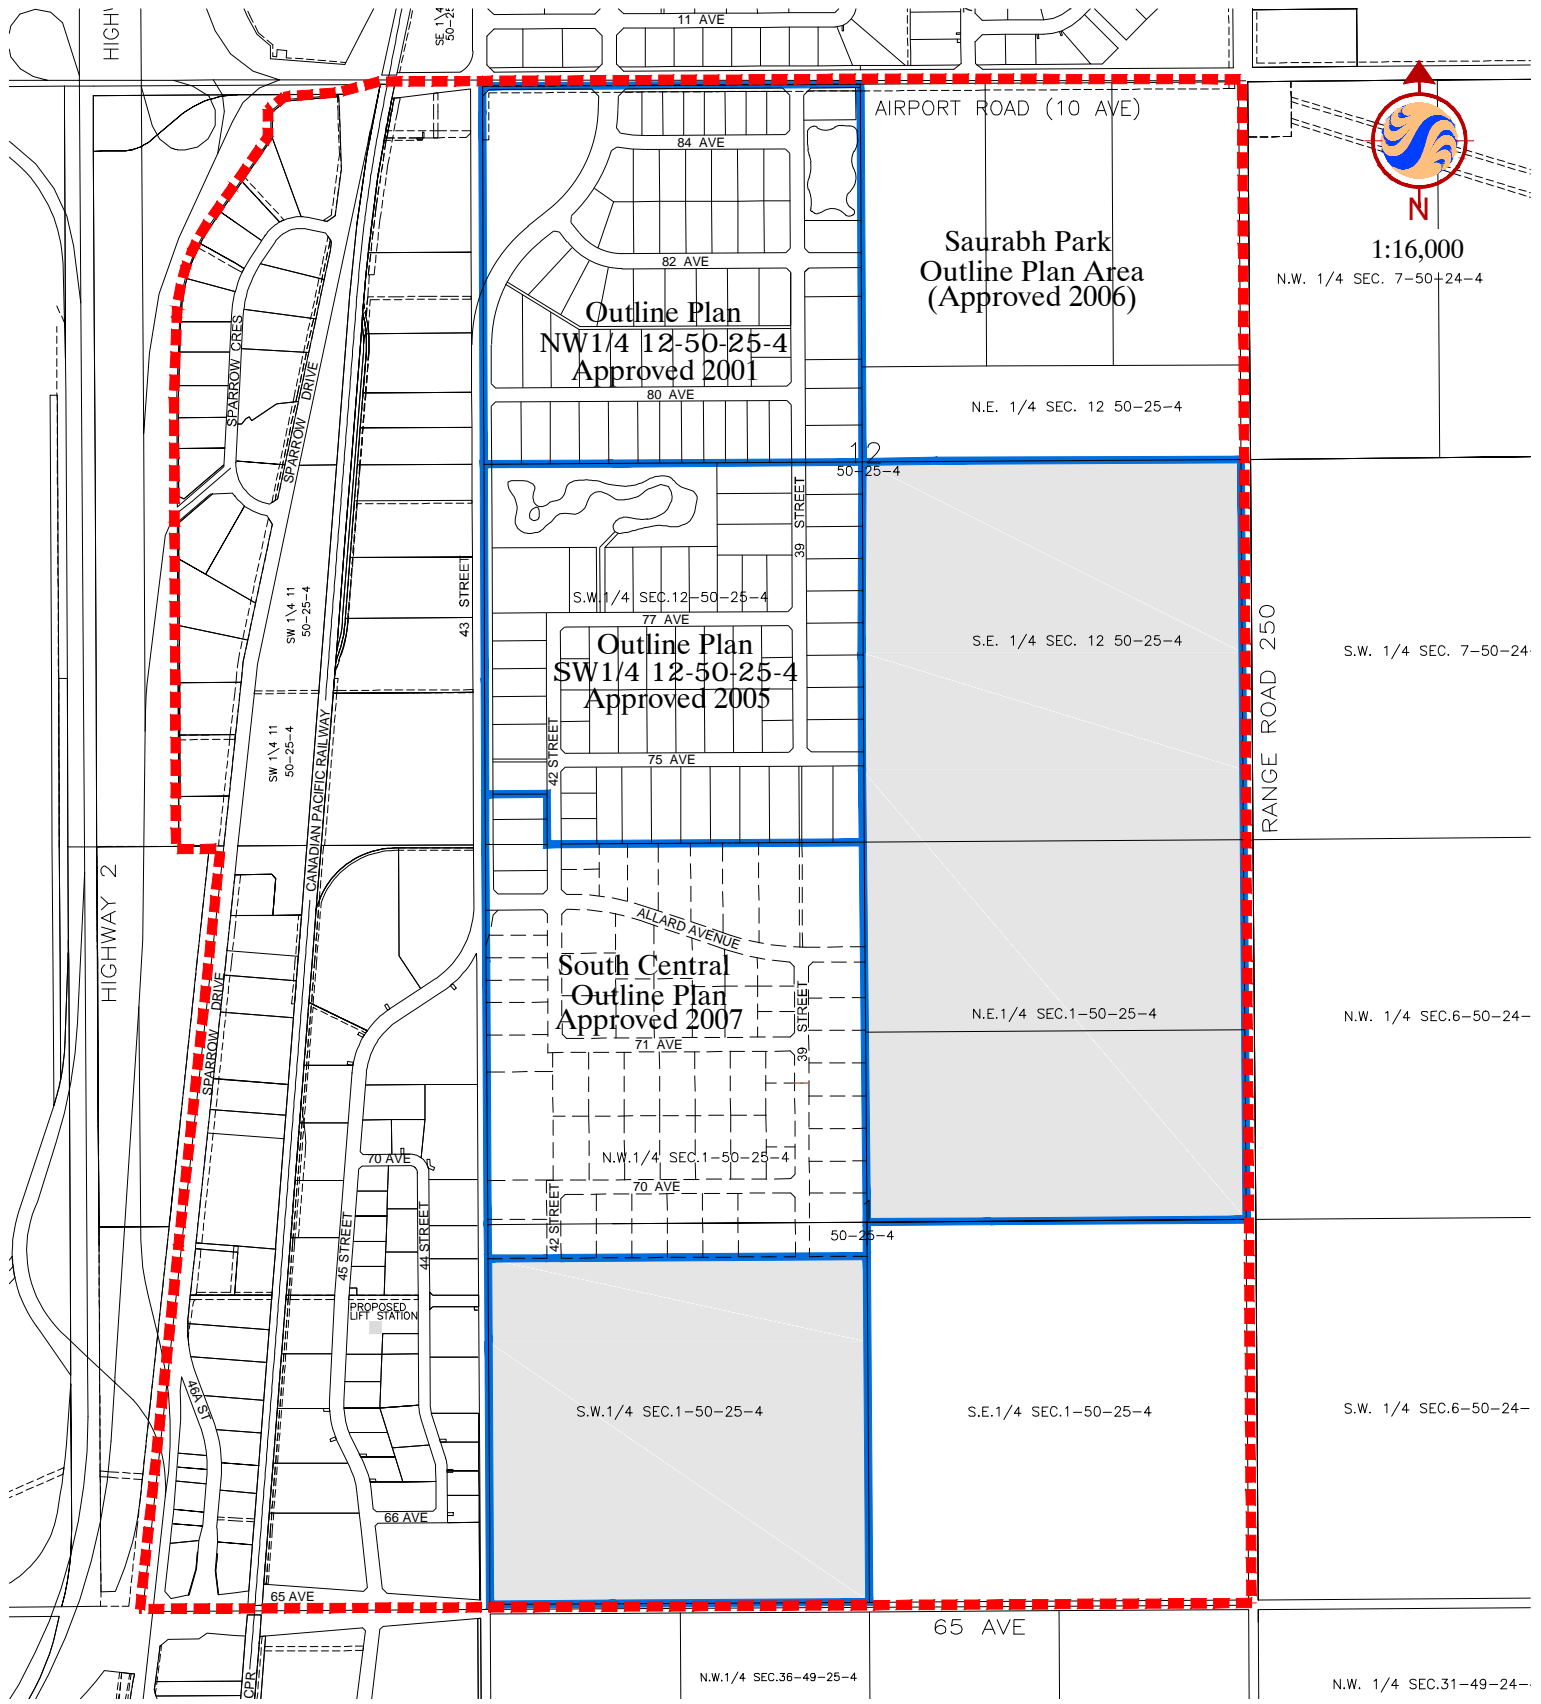 HIGH
SE 1\4
50-25
11 AVE
AIRPORT ROAD (10 AVE)
84 AVE
82 AVE
Saurabh Park
Outline Plan Area
(Approved 2006)
N
1:16,000
N.W. 1/4 SEC. 7-50-24-4
Outline Plan
NW1/4 12-50-25-4
Approved 2001
80 AVE
SPARROW CRES
SPARROW DRIVE
N.E. 1/4 SEC. 12 50-25-4
12
50-25-4
39 STREET
43 STREET
SW 1\4 11
50-25-4
S.W.1/4 SEC.12-50-25-4
77 AVE
Outline Plan
SW1/4 12-50-25-4
Approved 2005
S.E. 1/4 SEC. 12 50-25-4
RANGE ROAD 250
S.W. 1/4 SEC. 7-50-24-
SW 1\4 11
50-25-4
42 STREET
75 AVE
CANADIAN PACIFIC RAILWAY
HIGHWAY 2
ALLARD AVENUE
South Central
Outline Plan
Approved 2007
71 AVE
39 STREET
SPARROW DRIVE
N.E.1/4 SEC.1-50-25-4
N.W. 1/4 SEC.6-50-24-
70 AVE
N.W.1/4 SEC.1-50-25-4
70 AVE
42 STREET
45 STREET
44 STREET
1
50-25-4
PROPOSED
LIFT STATION
46A ST
S.W.1/4 SEC.1-50-25-4
S.E.1/4 SEC.1-50-25-4
S.W. 1/4 SEC.6-50-24-
66 AVE
65 AVE
65 AVE
CPR
N.W.1/4 SEC.36-49-25-4
N.W. 1/4 SEC.31-49-24-